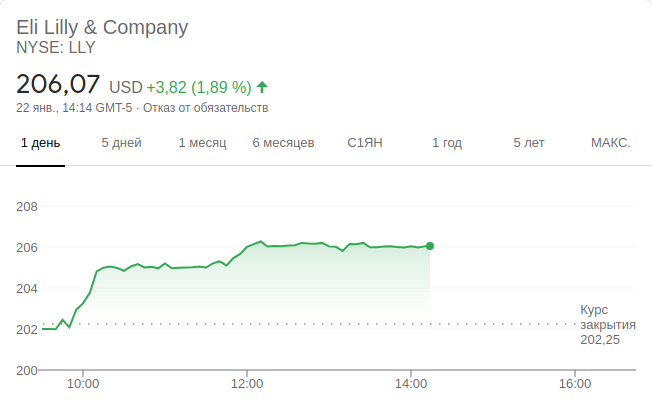 Eli Lilly & Company
NYSE: LLY
206,07 USD +3,82 (1,89 %)
22 янв., 14:14 GMT-5 · Отказ от обязательств
1 день 5 дней 1 месяц 6 месяцев С1ЯН 1 год 5 лет МАКС.
208
206
204
202
200
Курс
закрытия
202,25
10:00 12:00 14:00 16:00